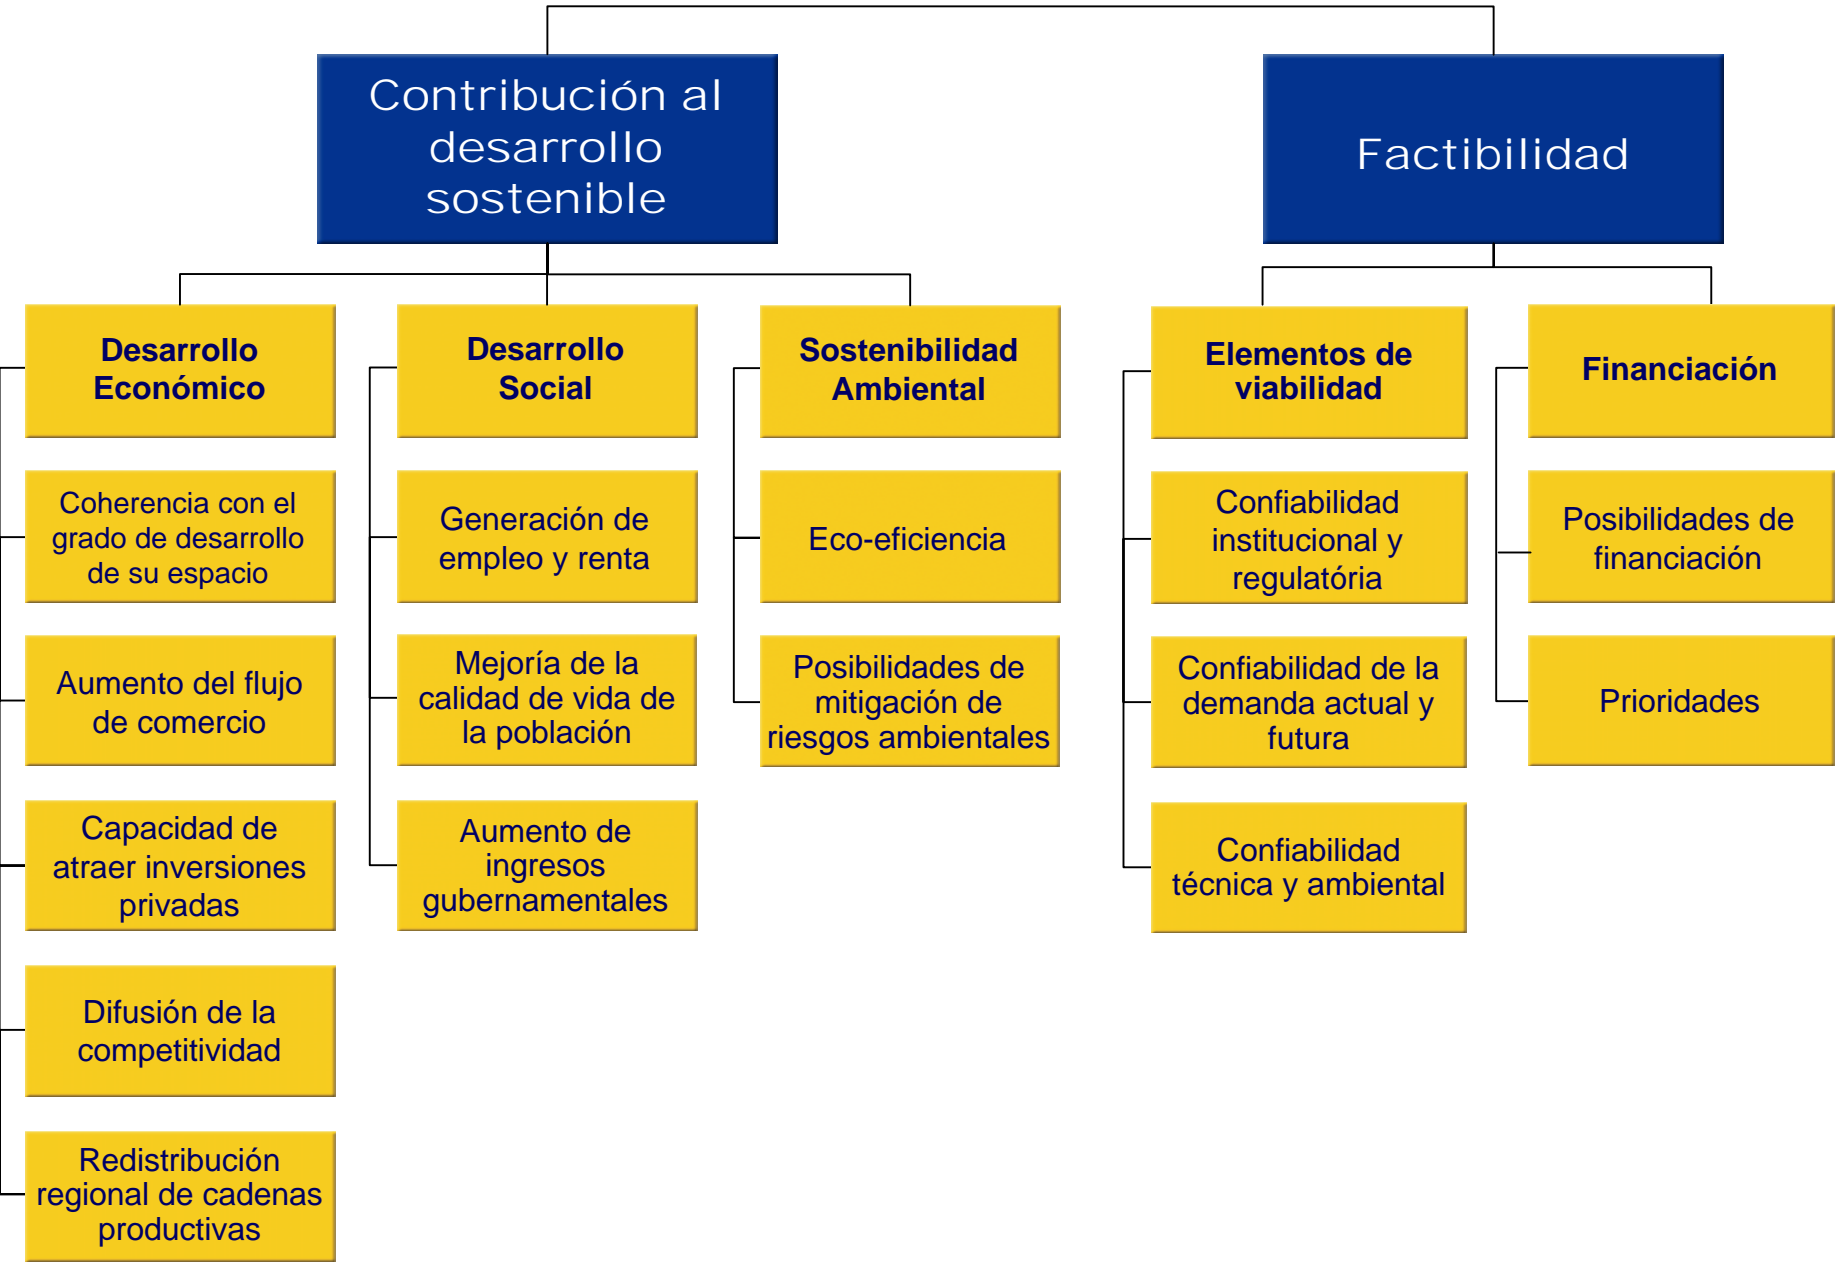 Contribución al
desarrollo
sostenible
Factibilidad
Desarrollo
Económico
Coherencia con el
grado de desarrollo
de su espacio
Aumento del flujo
de comercio
Capacidad de
atraer inversiones
privadas
Difusión de la
competitividad
Redistribución
regional de cadenas
productivas
Desarrollo
Social
Generación de
empleo y renta
Mejoría de la
calidad de vida de
la población
Aumento de
ingresos
gubernamentales
Sostenibilidad
Ambiental
Eco-eficiencia
Posibilidades de
mitigación de
riesgos ambientales
Elementos de
viabilidad
Confiabilidad
institucional y
regulatória
Confiabilidad de la
demanda actual y
futura
Confiabilidad
técnica y ambiental
Financiación
Posibilidades de
financiación
Prioridades